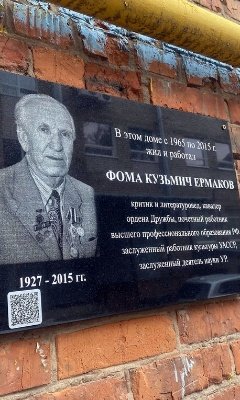 В этом доме с 1965 по 2015 г.
жил и работал
ФОМА КУЗЬМИЧ ЕРМАКОВ
критик и литературовед, кавалер
ордена Дружбы, почетный работник
высшего профессионального образования РФ,
заслуженный работник культуры УАССР,
заслуженный деятель науки УР.
1927 - 2015 гг.